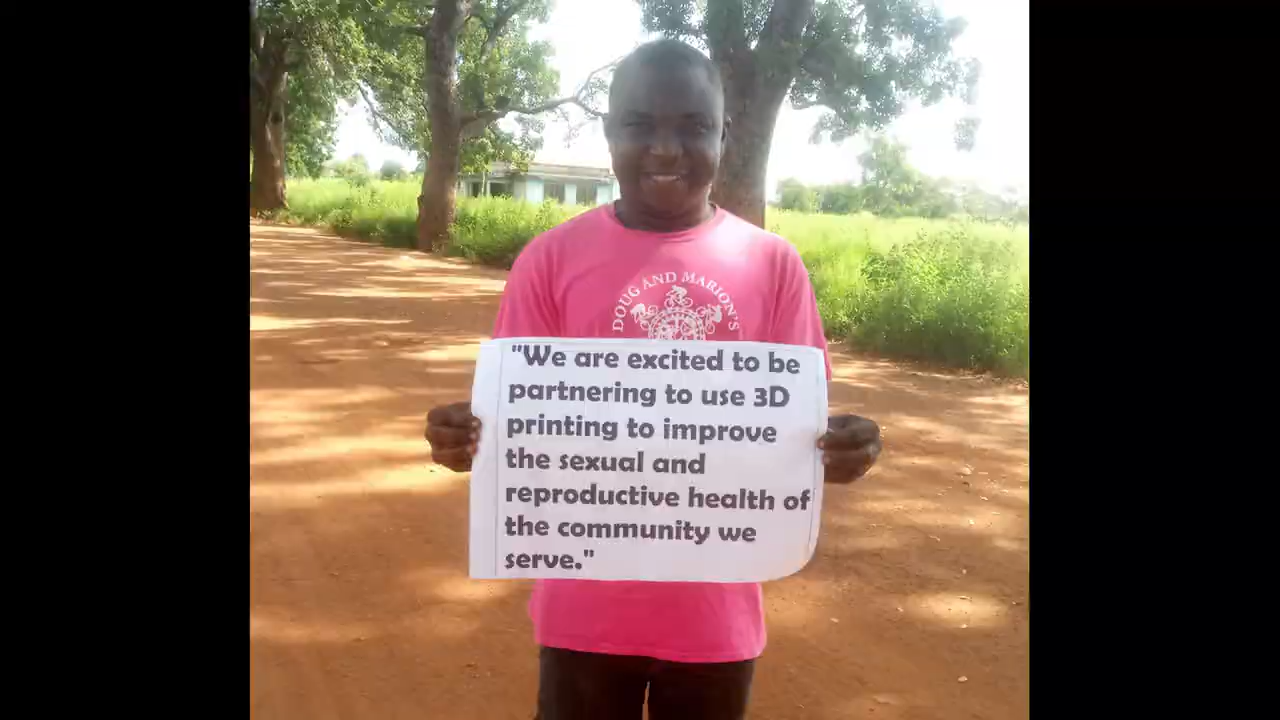 DOUG AND MARION'S
"We are excited to be
partnering to use 3D
printing to improve
the sexual and
reproductive health of
the community we
serve."